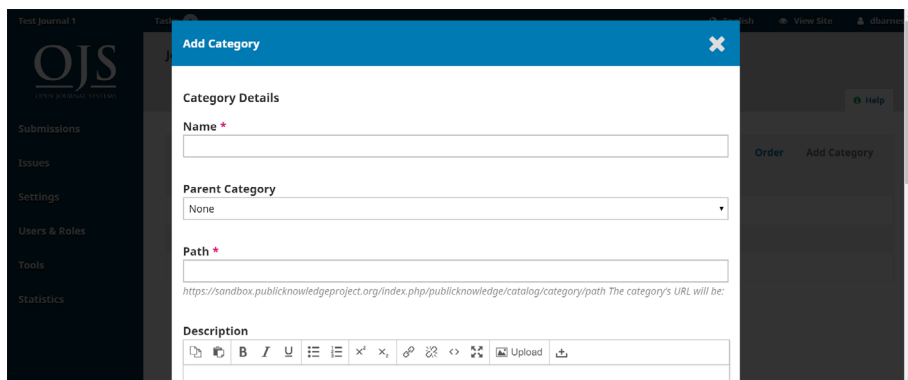 Test Journal 1
Tasks
English
View Site
dbarnes
Add Category
OJS
OPEN JOURNAL SYSTEMS
Help
Submissions
Issues
Settings
Users & Roles
Tools
Statistics
Order
Add Category
Category Details
Name *
Parent Category
None
Path *
https://sandbox.publicknowledgeproject.org/index.php/publicknowledge/catalog/category/path The category's URL will be:
Description
B I U
x² x₂
Upload